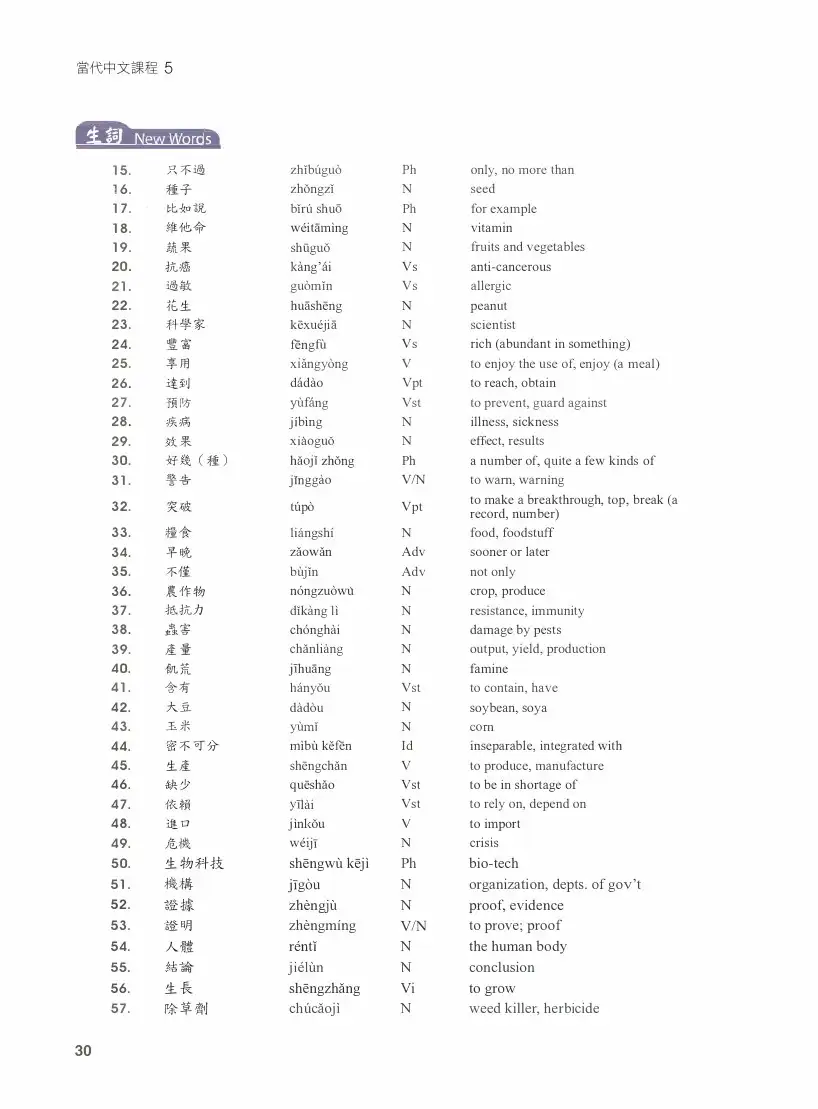 當代中文課程 5
生詞 New Words
15. 只不過 zhǐbúguò Ph only, no more than
16. 種子 zhǒngzǐ N seed
17. 比如說 bǐrú shuō Ph for example
18. 維他命 wéitāmìng N vitamin
19. 蔬果 shūguǒ N fruits and vegetables
20. 抗癌 kàng’ái Vs anti-cancerous
21. 過敏 guòmǐn Vs allergic
22. 花生 huāshēng N peanut
23. 科學家 kēxuéjiā N scientist
24. 豐富 fēngfù Vs rich (abundant in something)
25. 享用 xiǎngyòng V to enjoy the use of, enjoy (a meal)
26. 達到 dádào Vpt to reach, obtain
27. 預防 yùfáng Vst to prevent, guard against
28. 疾病 jíbìng N illness, sickness
29. 效果 xiàoguǒ N effect, results
30. 好幾（種） hǎojǐ zhǒng Ph a number of, quite a few kinds of
31. 警告 jǐnggào V/N to warn, warning
32. 突破 túpò Vpt to make a breakthrough, top, break (a
record, number)
33. 糧食 liángshí N food, foodstuff
34. 早晚 zǎowǎn Adv sooner or later
35. 不僅 bùjǐn Adv not only
36. 農作物 nóngzuòwù N crop, produce
37. 抵抗力 dǐkàng lì N resistance, immunity
38. 蟲害 chónghài N damage by pests
39. 產量 chǎnliàng N output, yield, production
40. 飢荒 jīhuāng N famine
41. 含有 hányǒu Vst to contain, have
42. 大豆 dàdòu N soybean, soya
43. 玉米 yùmǐ N corn
44. 密不可分 mìbù kěfēn Id inseparable, integrated with
45. 生產 shēngchǎn V to produce, manufacture
46. 缺少 quēshǎo Vst to be in shortage of
47. 依賴 yīlài Vst to rely on, depend on
48. 進口 jìnkǒu V to import
49. 危機 wéijī N crisis
50. 生物科技 shēngwù kējì Ph bio-tech
51. 機構 jīgòu N organization, depts. of gov’t
52. 證據 zhèngjù N proof, evidence
53. 證明 zhèngmíng V/N to prove; proof
54. 人體 réntǐ N the human body
55. 結論 jiélùn N conclusion
56. 生長 shēngzhǎng Vi to grow
57. 除草劑 chúcǎojì N weed killer, herbicide
30